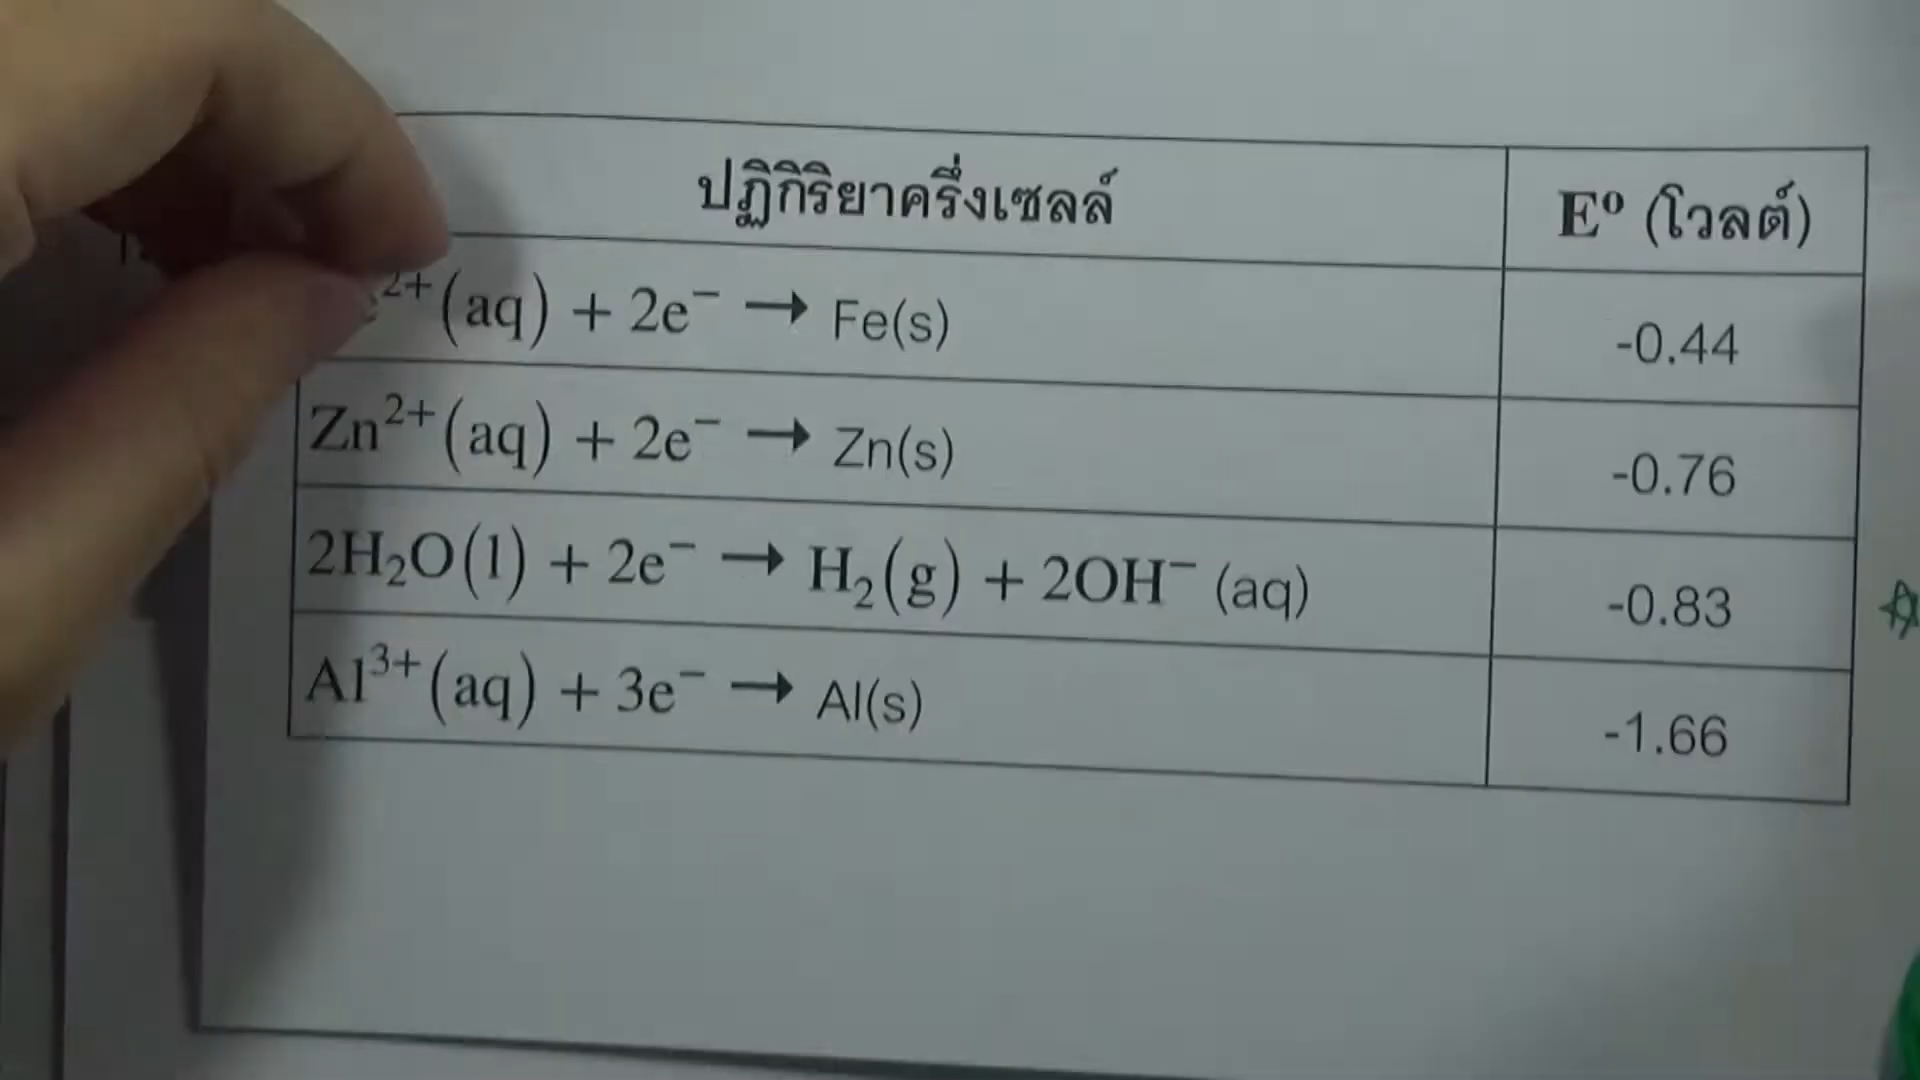 ปฏิกิริยาครึ่งเซลล์ E° (โวลต์)
²⁺(aq) + 2e⁻ → Fe(s) -0.44
Zn²⁺(aq) + 2e⁻ → Zn(s) -0.76
2H₂O(l) + 2e⁻ → H₂(g) + 2OH⁻ (aq) -0.83
Al³⁺(aq) + 3e⁻ → Al(s) -1.66